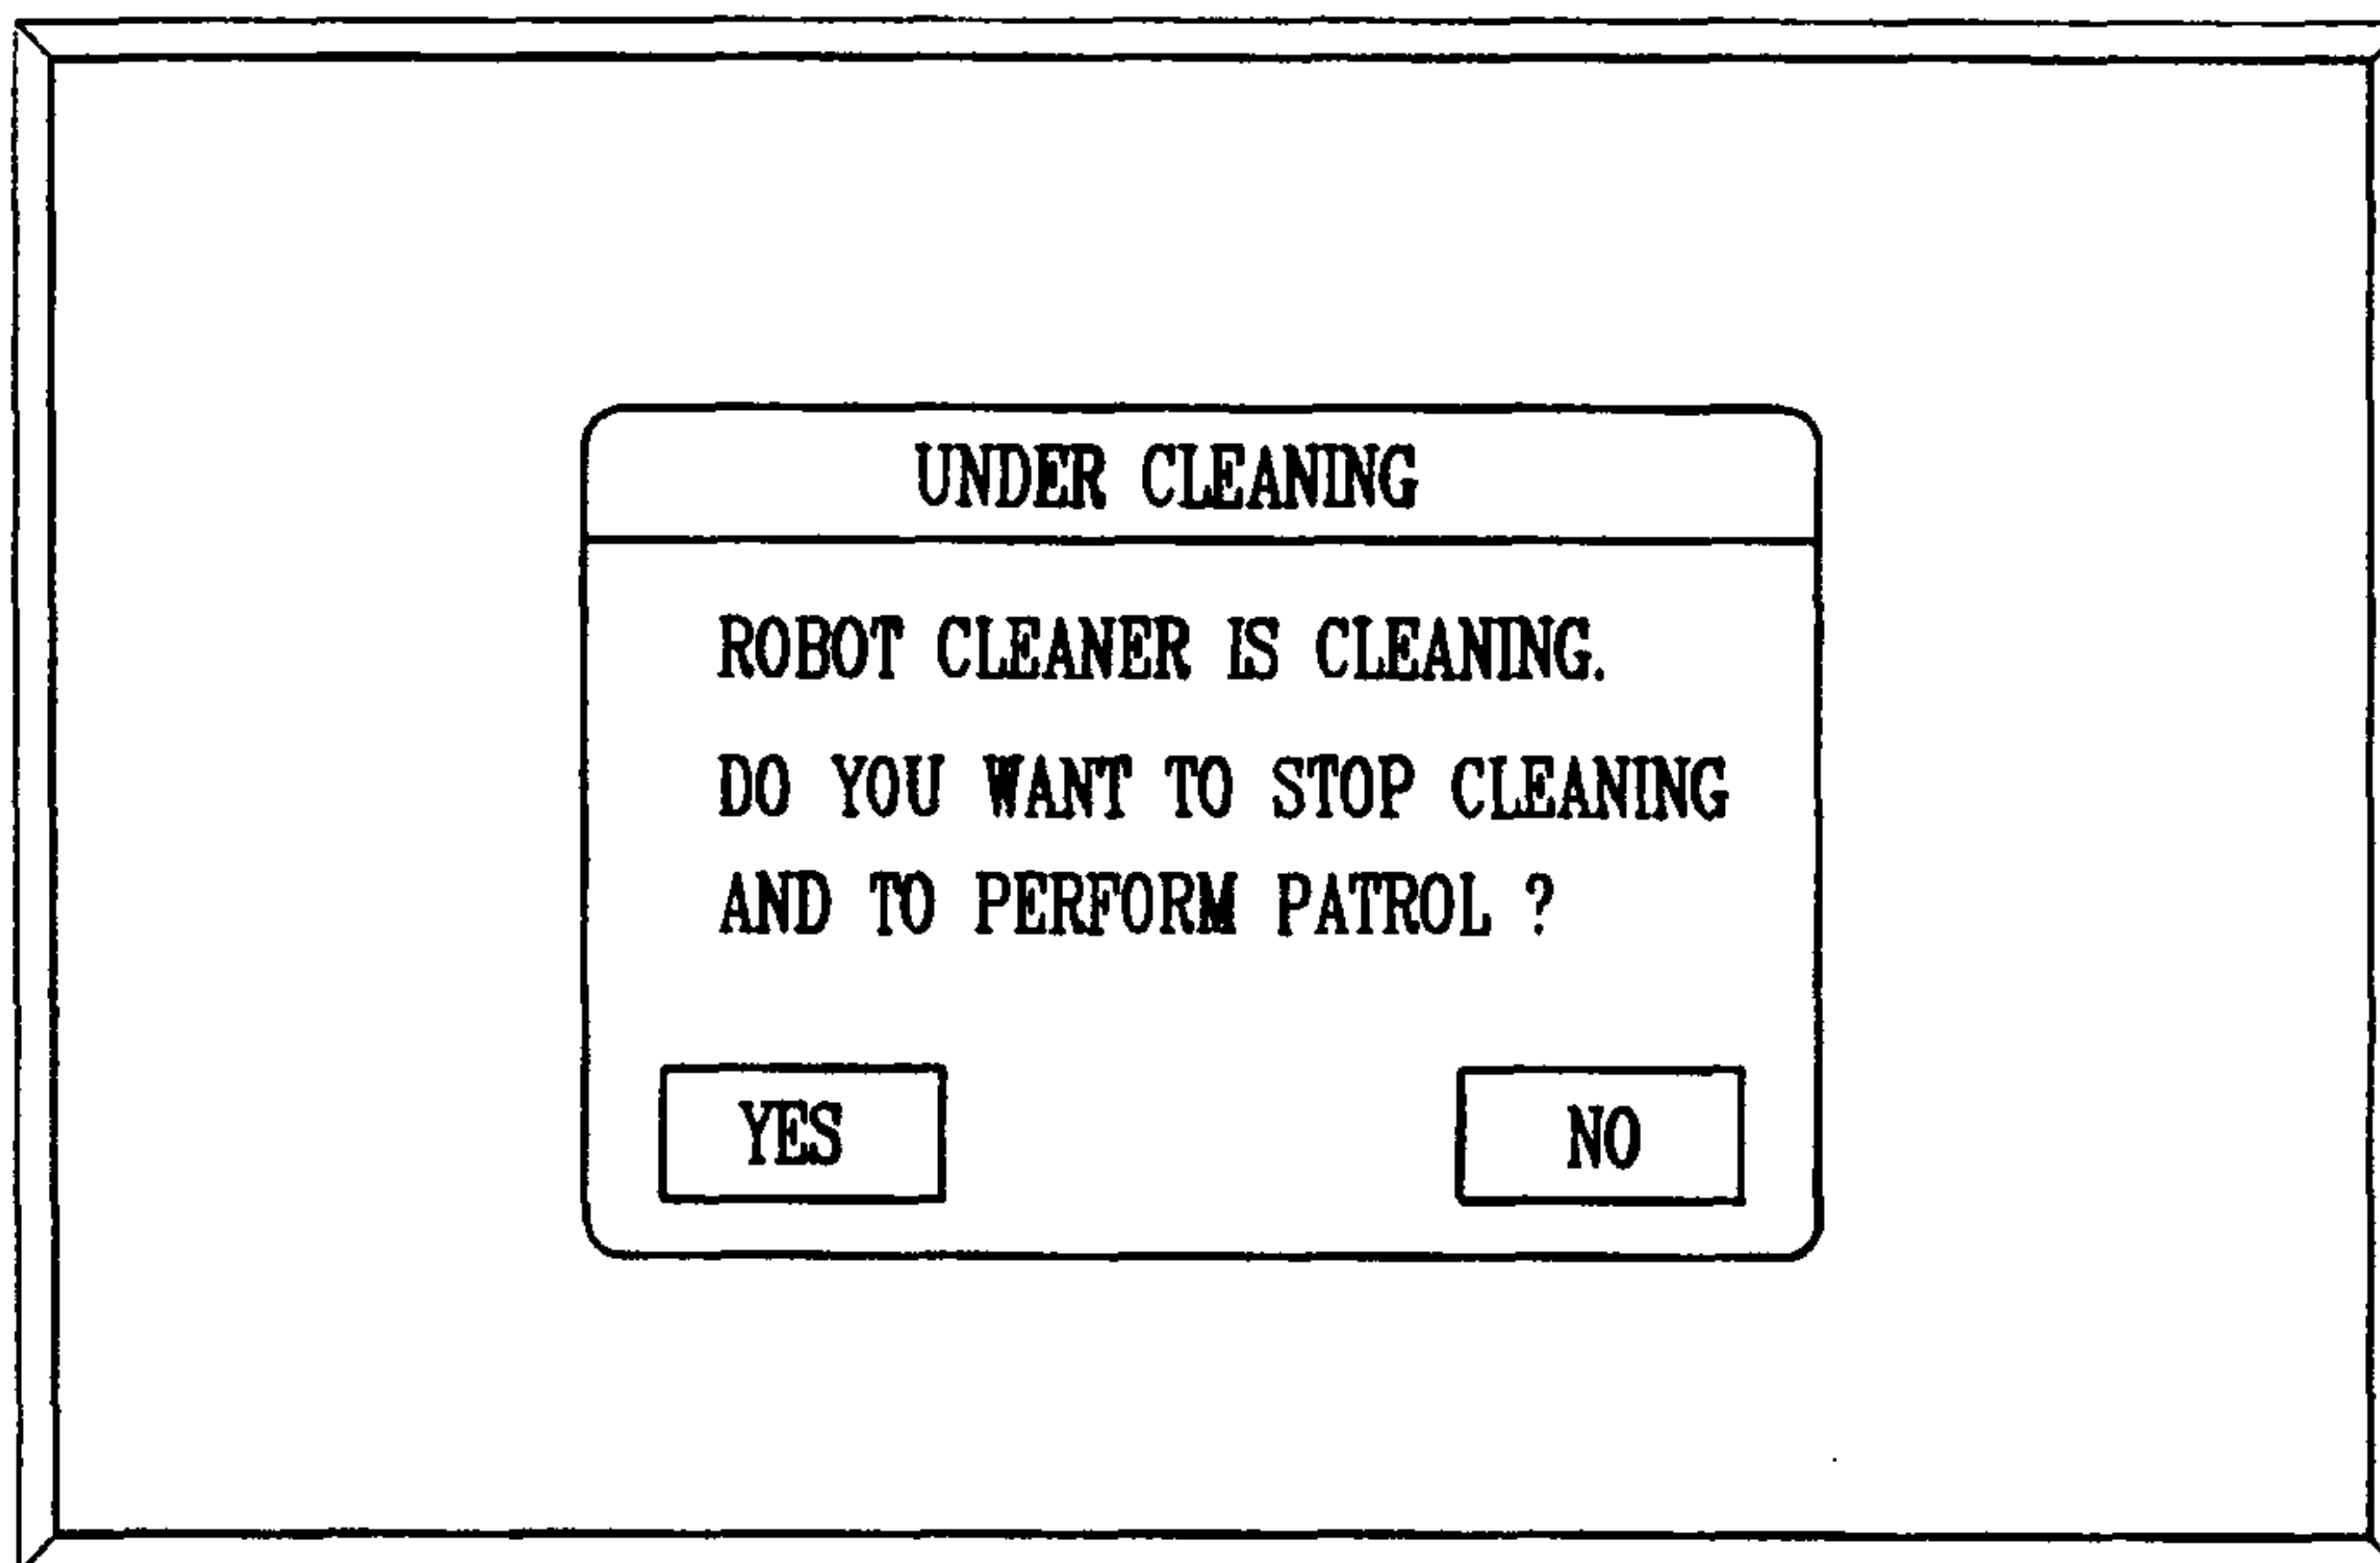 UNDER CLEANING
ROBOT CLEANER IS CLEANING.
DO YOU WANT TO STOP CLEANING
AND TO PERFORM PATROL ?
YES
NO